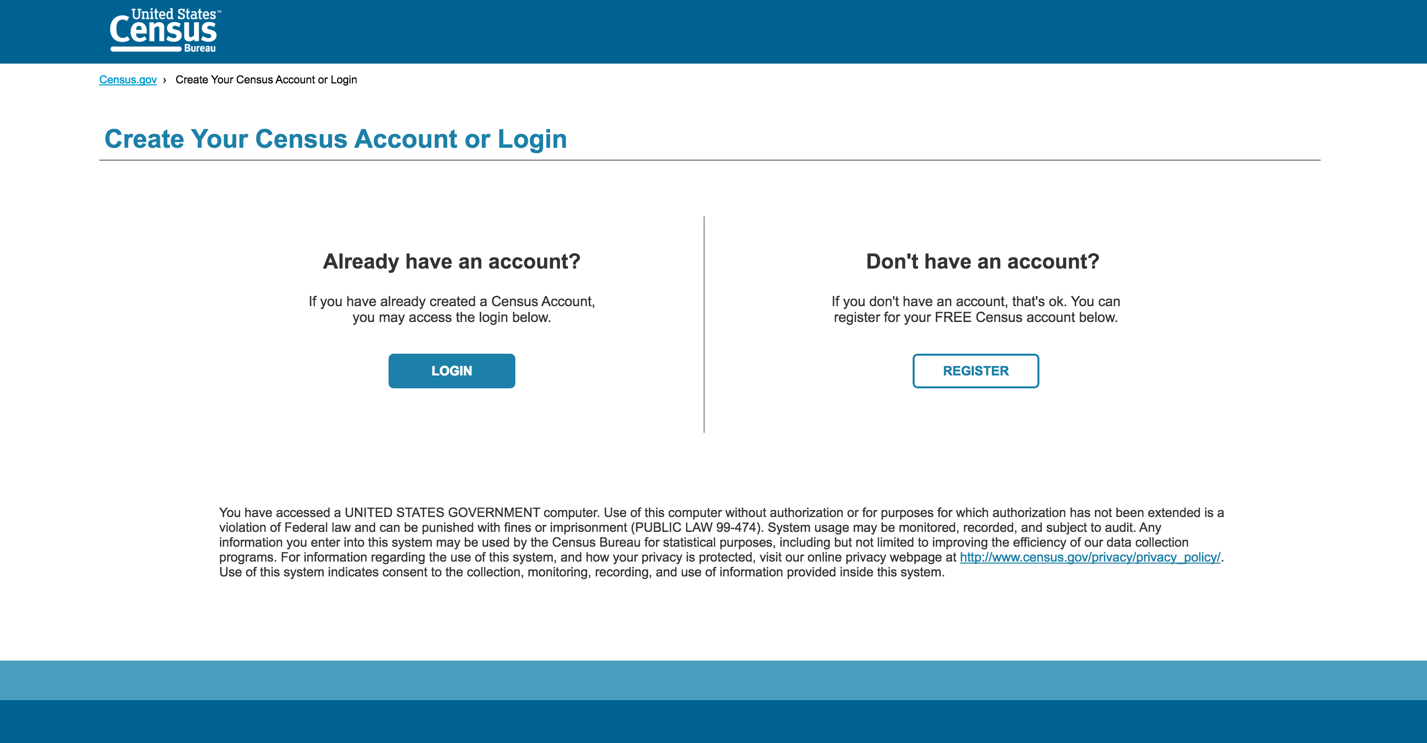 United States™
Census
Bureau
Census.gov › Create Your Census Account or Login
Create Your Census Account or Login
Already have an account?
If you have already created a Census Account,
you may access the login below.
LOGIN
Don't have an account?
If you don't have an account, that's ok. You can
register for your FREE Census account below.
REGISTER
You have accessed a UNITED STATES GOVERNMENT computer. Use of this computer without authorization or for purposes for which authorization has not been extended is a
violation of Federal law and can be punished with fines or imprisonment (PUBLIC LAW 99-474). System usage may be monitored, recorded, and subject to audit. Any
information you enter into this system may be used by the Census Bureau for statistical purposes, including but not limited to improving the efficiency of our data collection
programs. For information regarding the use of this system, and how your privacy is protected, visit our online privacy webpage at http://www.census.gov/privacy/privacy_policy/.
Use of this system indicates consent to the collection, monitoring, recording, and use of information provided inside this system.